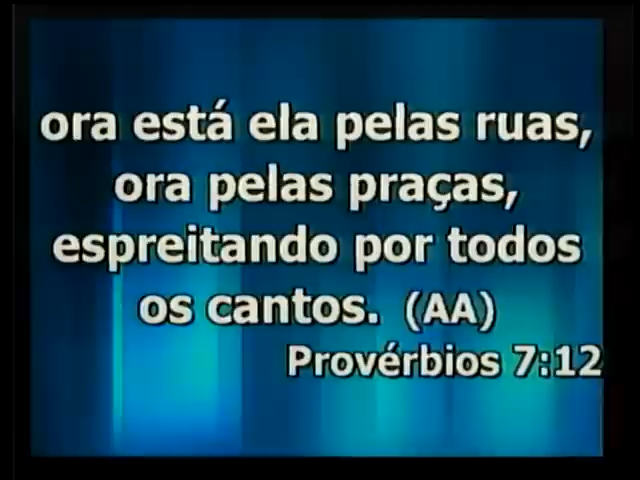 ora está ela pelas ruas,
ora pelas praças,
espreitando por todos
os cantos. (AA)
Provérbios 7:12